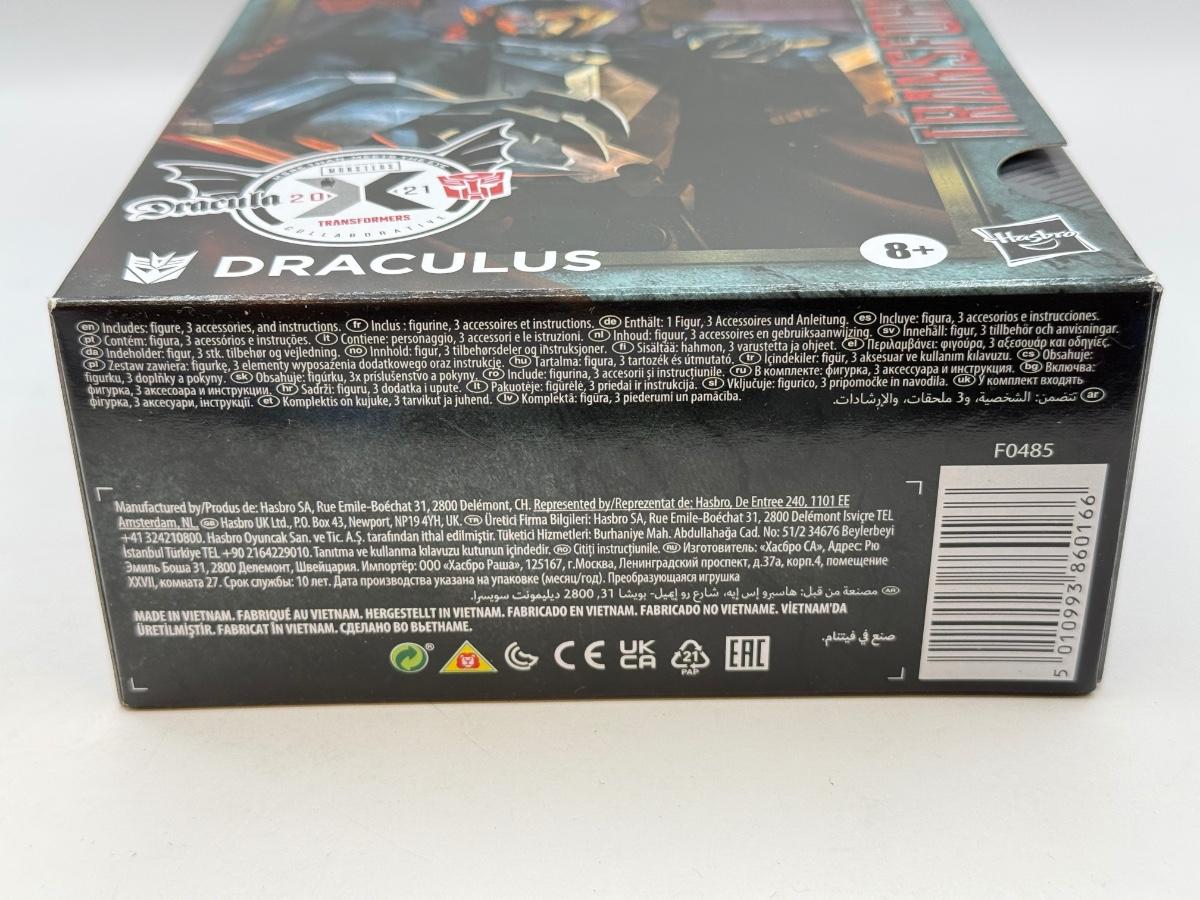 TRANSFORMERS
MORE THAN MEETS THE EYE
MONSTERS
Dracula
20 21
TRANSFORMERS
COLLABORATIVE
DRACULUS
8+
Hasbro
en Includes: figure, 3 accessories, and instructions. fr Inclus : figurine, 3 accessoires et instructions. de Enthält: 1 Figur, 3 Accessoires und Anleitung. es Incluye: figura, 3 accesorios e instrucciones.
pt Contém: figura, 3 acessórios e instruções. it Contiene: personaggio, 3 accessori e le istruzioni. nl Inhoud: figuur, 3 accessoires en gebruiksaanwijzing. sv Innehåll: figur, 3 tillbehör och anvisningar.
da Indeholder: figur, 3 stk. tilbehør og vejledning. no Innhold: figur, 3 tilbehørsdeler og instruksjoner. fi Sisältää: hahmon, 3 varustetta ja ohjeet. el Περιλαμβάνει: φιγούρα, 3 αξεσουάρ και οδηγίες.
pl Zestaw zawiera: figurkę, 3 elementy wyposażenia dodatkowego oraz instrukcje. hu Tartalma: figura, 3 tartozék és útmutató. tr İçindekiler: figür, 3 aksesuar ve kullanım kılavuzu. cs Obsahuje:
figurku, 3 doplňky a pokyny. sk Obsahuje: figúrku, 3x príslušenstvo a pokyny. ro Include: figurina, 3 accesorii și instrucțiunile. ru В комплекте: фигурка, 3 аксессуара и инструкция. bg Включва:
фигурка, 3 аксесоара и инструкции. hr Sadrži: figuru, 3 dodatka i upute. lt Pakuotėje: figūrėlė, 3 priedai ir instrukcija. sl Vključuje: figurico, 3 pripomočke in navodila. uk У комплект входять
фігурка, 3 аксесуари, інструкції. et Komplektis on kujuke, 3 tarvikut ja juhend. lv Komplektā: figūra, 3 piederumi un pamācība. ar تتضمن: الشخصية، و3 ملحقات، والإرشادات.
F0485
Manufactured by/Produs de: Hasbro SA, Rue Emile-Boéchat 31, 2800 Delémont, CH. Represented by/Reprezentat de: Hasbro, De Entree 240, 1101 EE
Amsterdam, NL. GB Hasbro UK Ltd., P.O. Box 43, Newport, NP19 4YH, UK. TR Üretici Firma Bilgileri: Hasbro SA, Rue Emile-Boéchat 31, 2800 Delémont Isviçre TEL
+41 324210800. Hasbro Oyuncak San. ve Tic. A.Ş. tarafından ithal edilmiştir. Tüketici Hizmetleri: Burhaniye Mah. Abdullahağa Cad. No: 51/2 34676 Beylerbeyi
İstanbul Türkiye TEL +90 2164229010. Tanıtma ve kullanma kılavuzu kutunun içindedir. RO Citiți instrucțiunile. RU Изготовитель: «Хасбро СА», Адрес: Рю
Эмиль Боша 31, 2800 Делемонт, Швейцария. Импортёр: ООО «Хасбро Раша», 125167, г.Москва, Ленинградский проспект, д.37а, корп.4, помещение
XXVII, комната 27. Срок службы: 10 лет. Дата производства указана на упаковке (месяц/год). Преобразующаяся игрушка
AR مصنعة من قبل: هاسبرو إس إيه، شارع رو إميل- بويشا 31, 2800 ديليمونت سويسرا.
MADE IN VIETNAM. FABRIQUÉ AU VIETNAM. HERGESTELLT IN VIETNAM. FABRICADO EN VIETNAM. FABRICADO NO VIETNAME. VİETNAM'DA
ÜRETİLMİŞTİR. FABRICAT ÎN VIETNAM. СДЕЛАНО ВО ВЬЕТНАМЕ.
صنع في فيتنام.
CE UKCA 21 PAP EAC
5 010993 860166